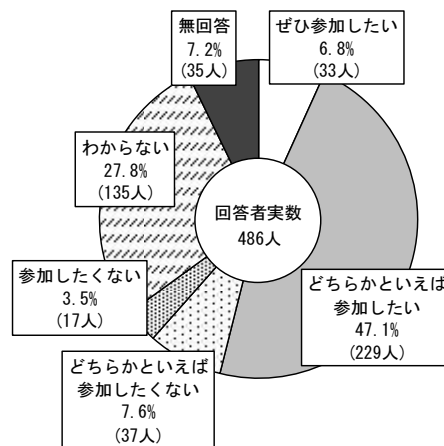 無回答
7.2%
(35人)
ぜひ参加したい
6.8%
(33人)
わからない
27.8%
(135人)
回答者実数
486人
参加したくない
3.5%
(17人)
どちらかといえば
参加したい
47.1%
(229人)
どちらかといえば
参加したくない
7.6%
(37人)